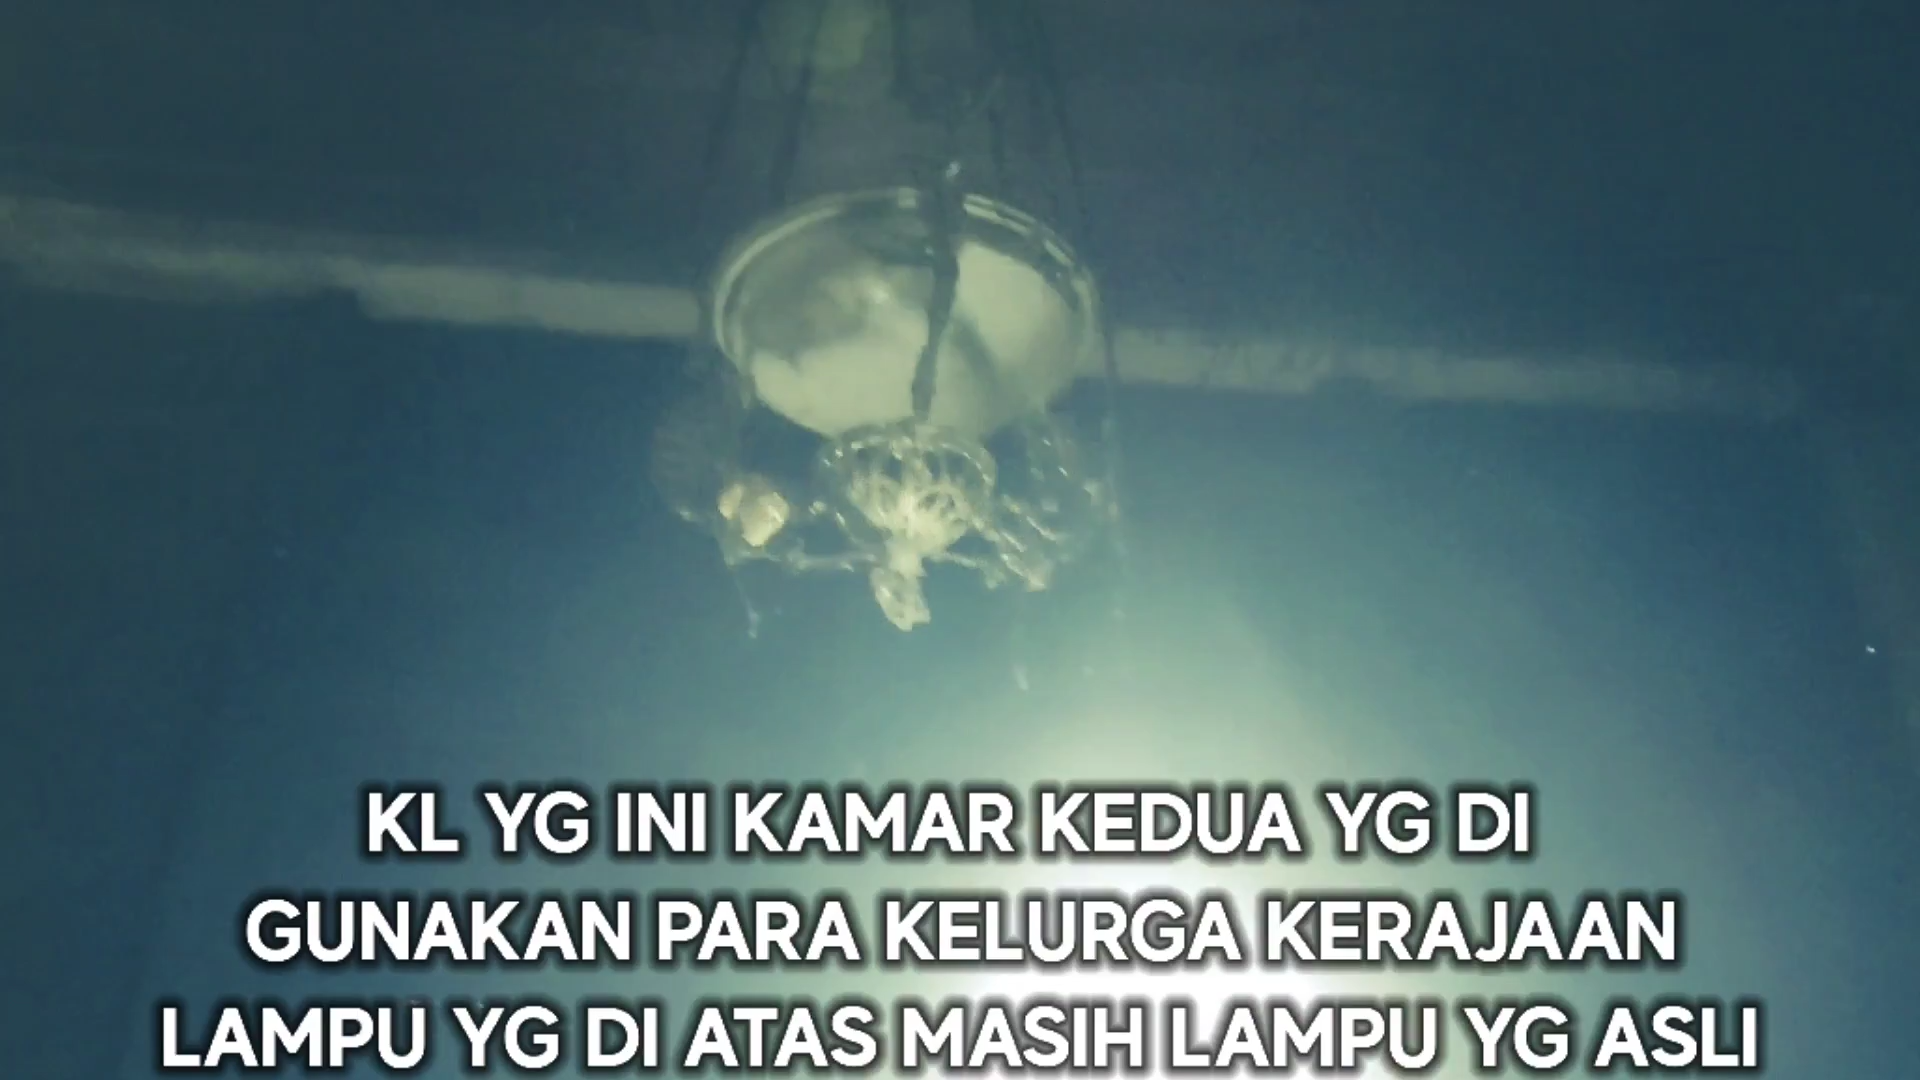 KL YG INI KAMAR KEDUA YG DI
GUNAKAN PARA KELURGA KERAJAAN
LAMPU YG DI ATAS MASIH LAMPU YG ASLI